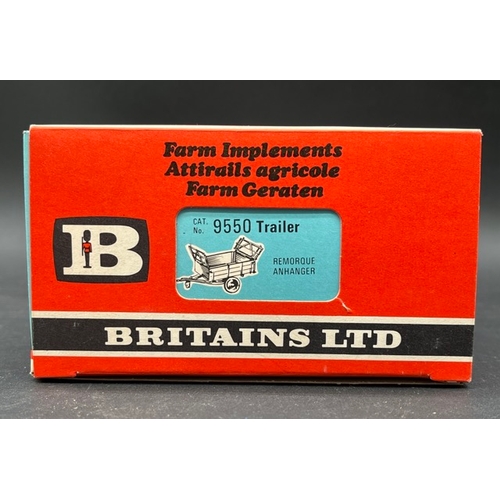 Farm Implements
Attirails agricole
Farm Geraten
CAT. No. 9550 Trailer
REMORQUE
ANHANGER
B
BRITAINS LTD